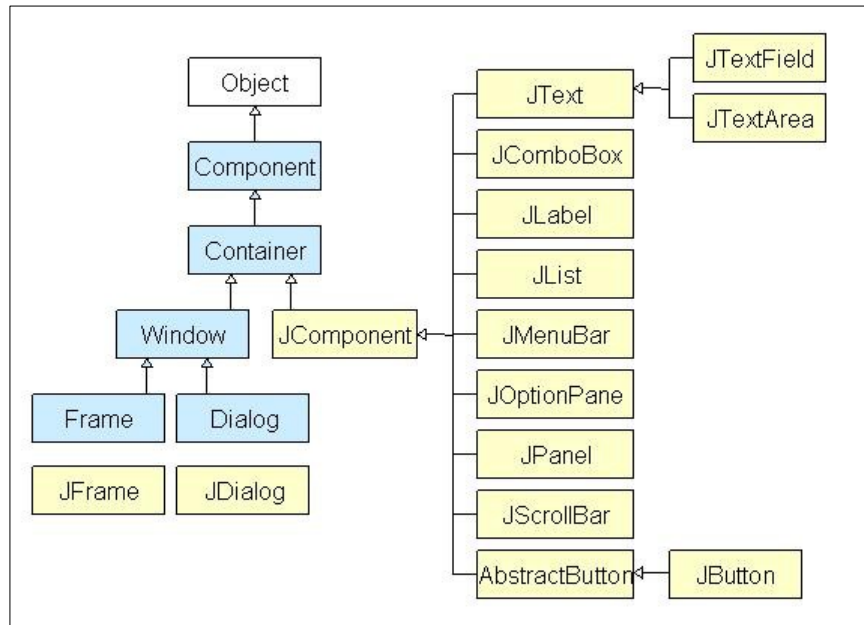 Object
Component
Container
Window
JComponent
Frame
Dialog
JFrame
JDialog
JText
JComboBox
JLabel
JList
JMenuBar
JOptionPane
JPanel
JScrollBar
AbstractButton
JTextField
JTextArea
JButton